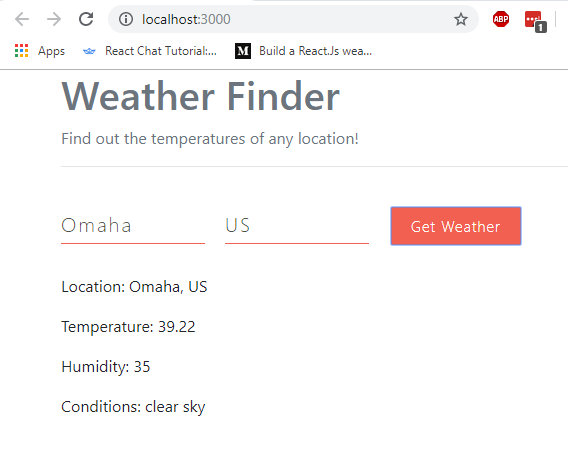 localhost:3000
ABP
1
Apps React Chat Tutorial:... M Build a React.Js wea...
Weather Finder
Find out the temperatures of any location!
Omaha US Get Weather
Location: Omaha, US
Temperature: 39.22
Humidity: 35
Conditions: clear sky